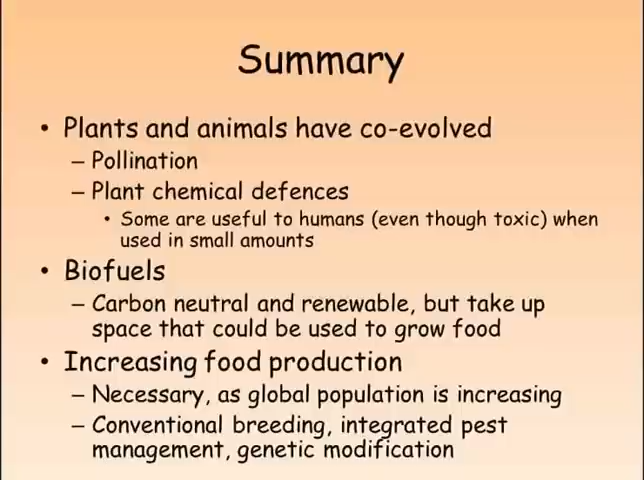 Summary
• Plants and animals have co-evolved
– Pollination
– Plant chemical defences
• Some are useful to humans (even though toxic) when
used in small amounts
• Biofuels
– Carbon neutral and renewable, but take up
space that could be used to grow food
• Increasing food production
– Necessary, as global population is increasing
– Conventional breeding, integrated pest
management, genetic modification